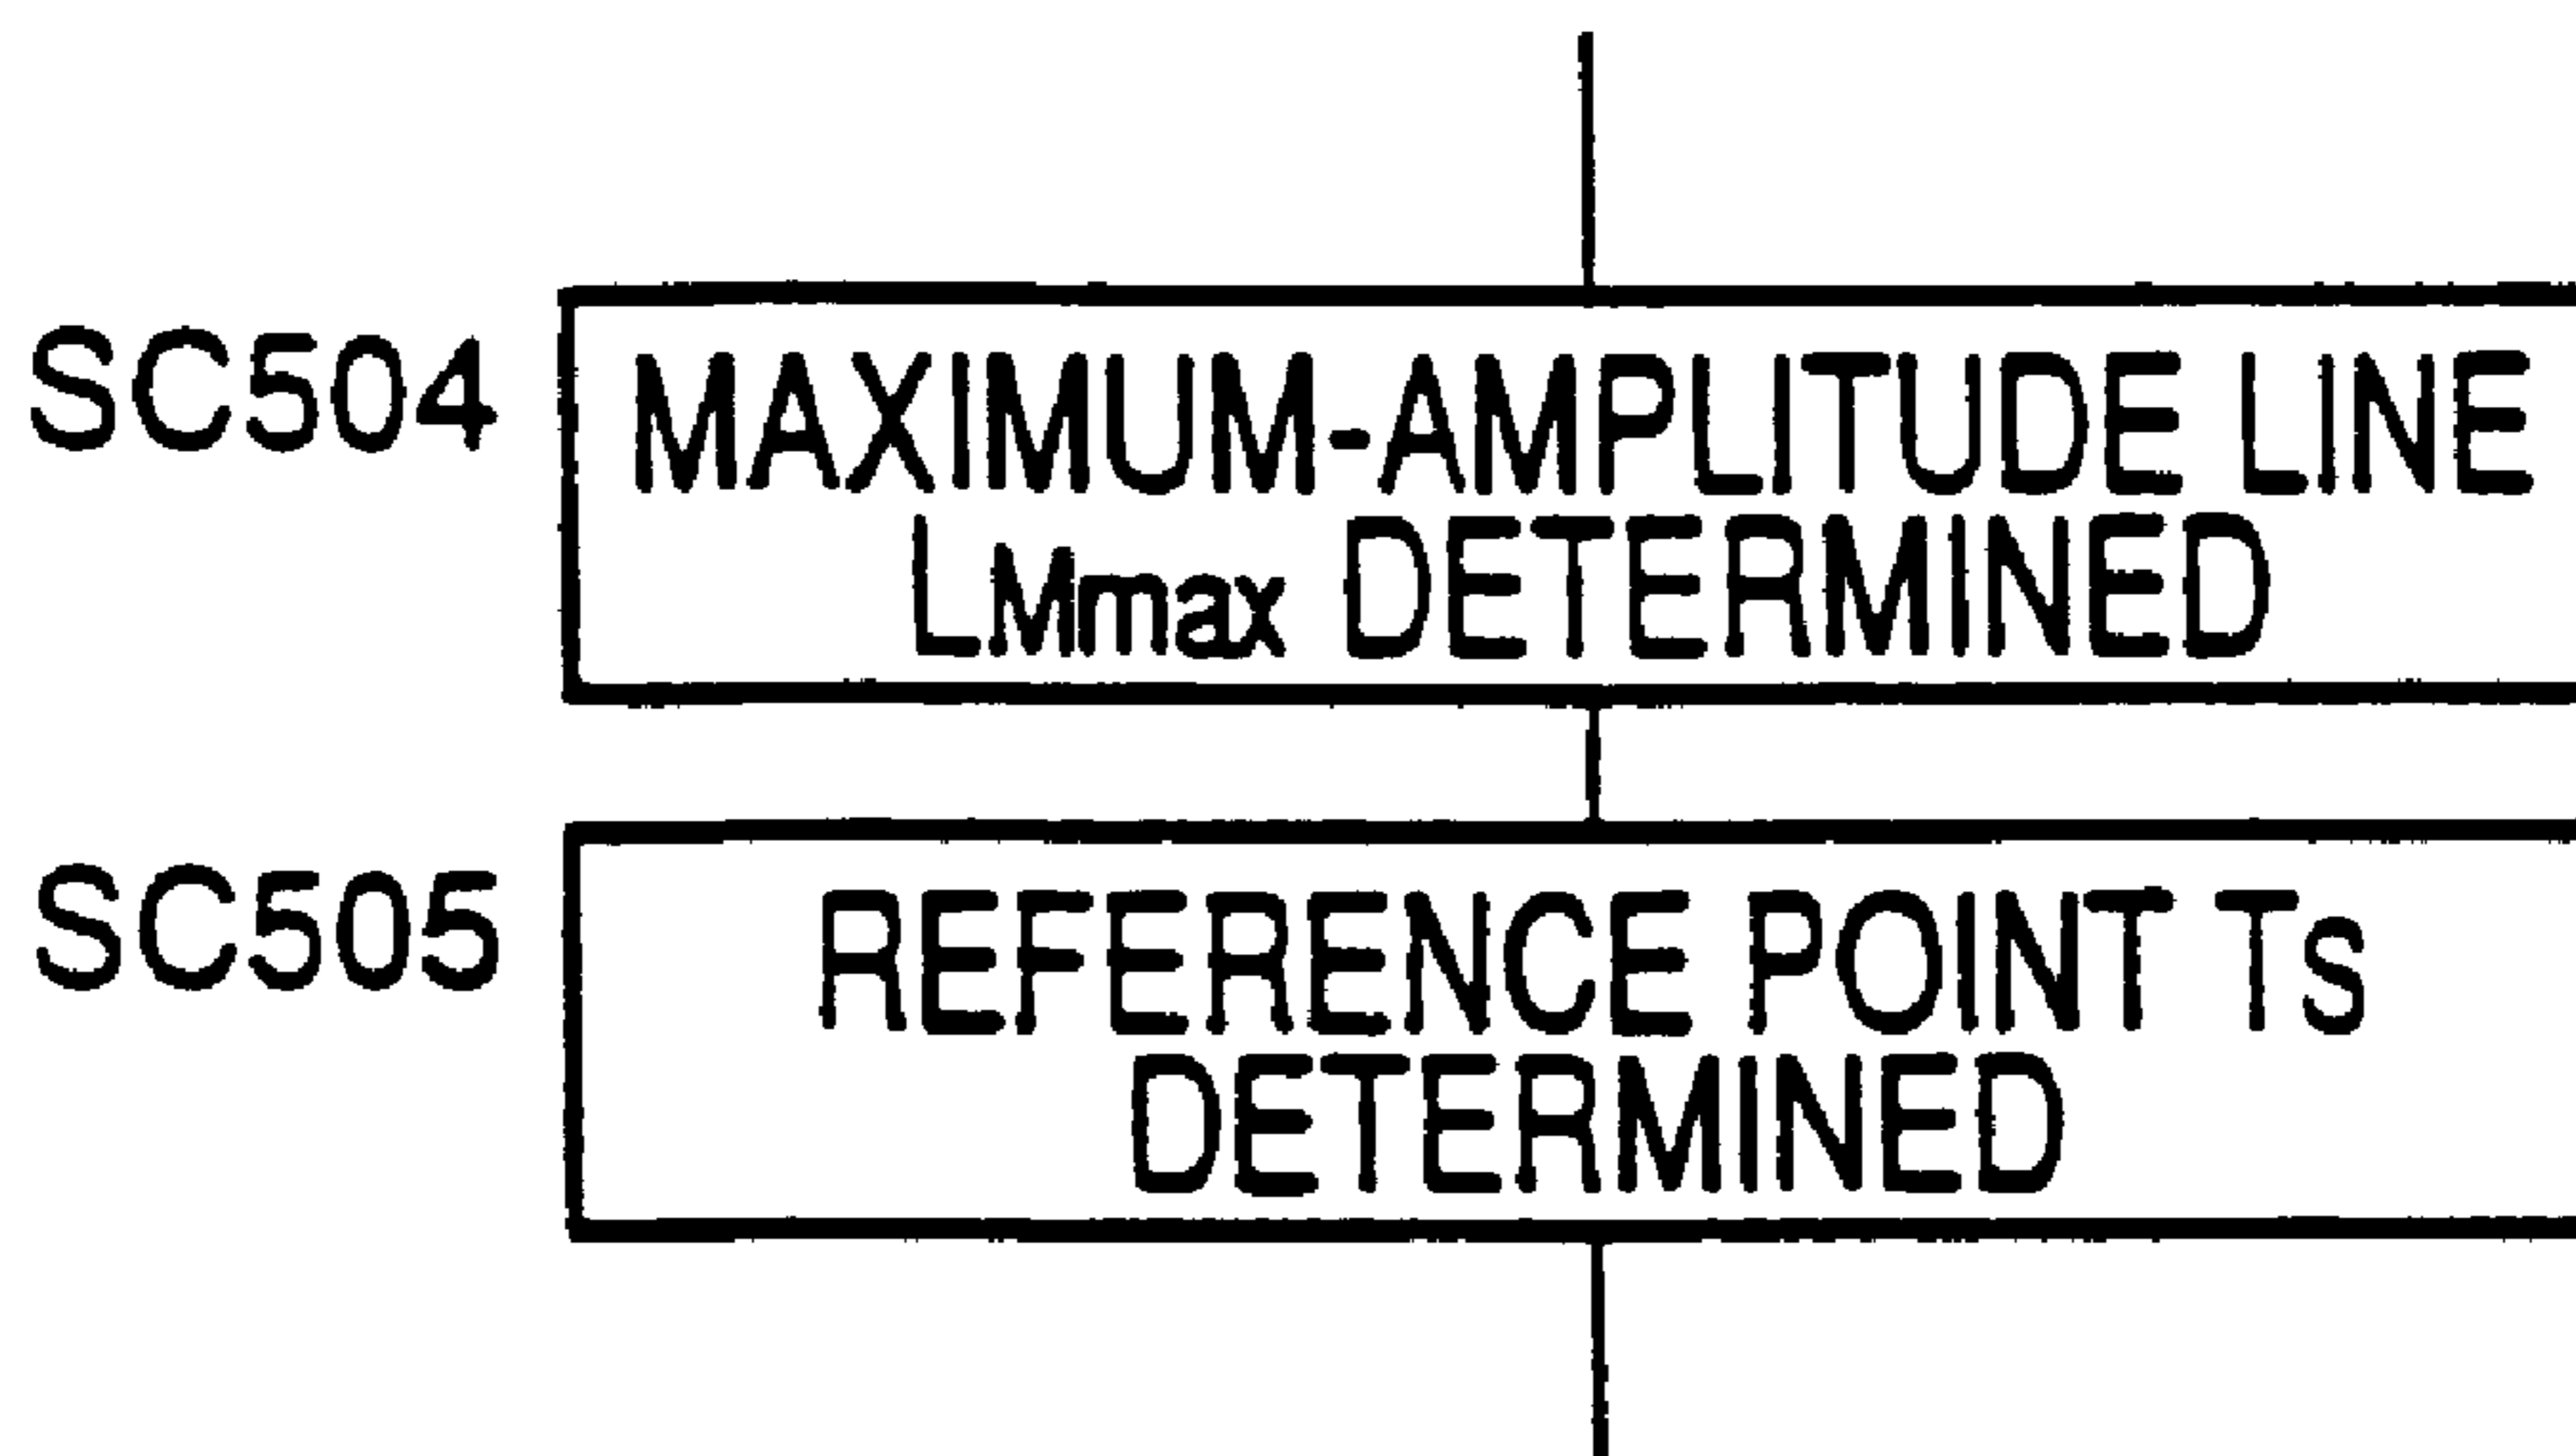 SC504
MAXIMUM-AMPLITUDE LINE
LMmax DETERMINED
SC505
REFERENCE POINT Ts
DETERMINED